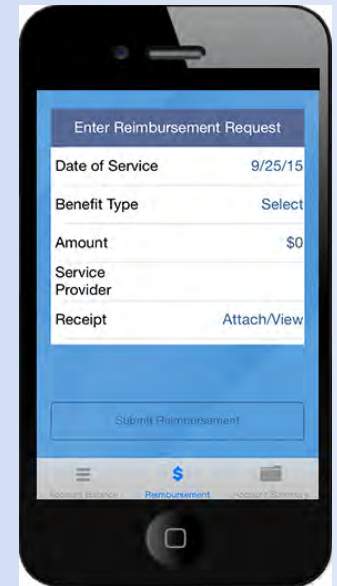 Enter Reimbursement Request
Date of Service 9/25/15
Benefit Type Select
Amount $0
Service
Provider
Receipt Attach/View
Submit Reimbursement
$
Account Balance Reimbursement Account Summary